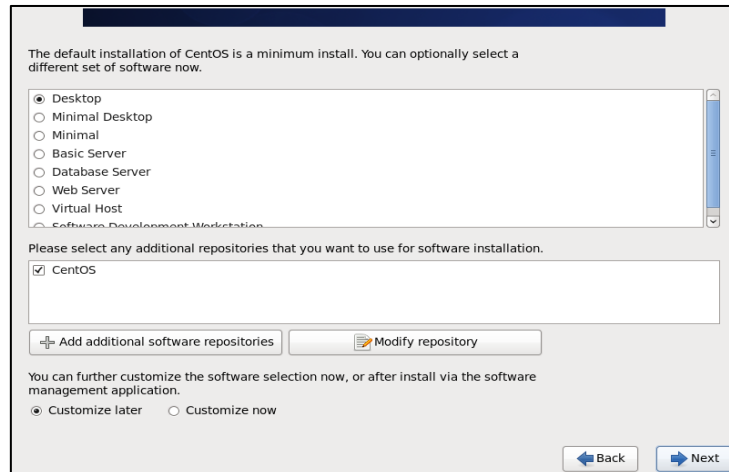 The default installation of CentOS is a minimum install. You can optionally select a
different set of software now.
Desktop
Minimal Desktop
Minimal
Basic Server
Database Server
Web Server
Virtual Host
Software Development Workstation
Please select any additional repositories that you want to use for software installation.
CentOS
Add additional software repositories
Modify repository
You can further customize the software selection now, or after install via the software
management application.
Customize later
Customize now
Back
Next